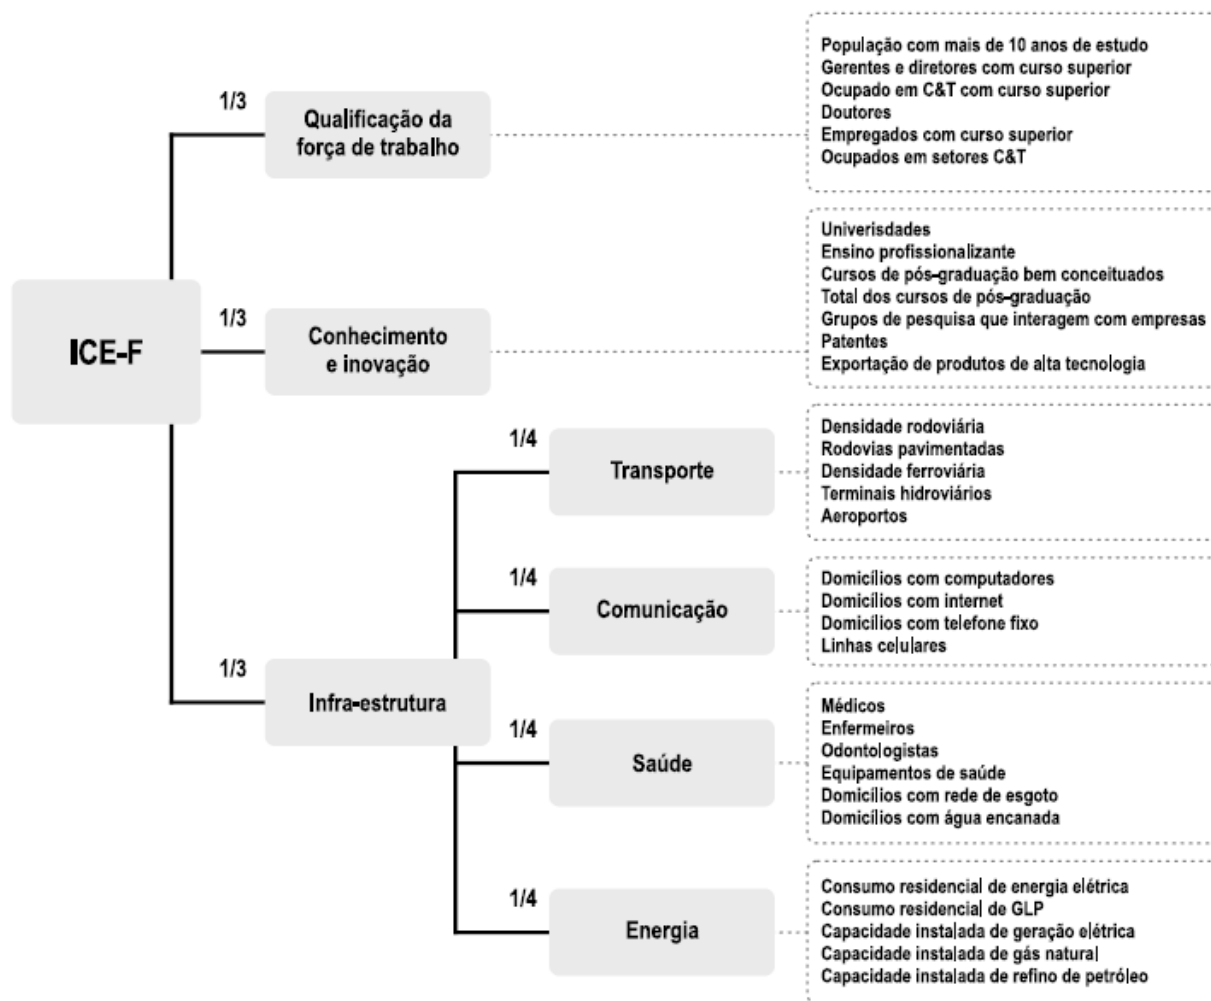 ICE-F
1/3
Qualificação da
força de trabalho
População com mais de 10 anos de estudo
Gerentes e diretores com curso superior
Ocupado em C&T com curso superior
Doutores
Empregados com curso superior
Ocupados em setores C&T
1/3
Conhecimento
e inovação
Univerisdades
Ensino profissionalizante
Cursos de pós-graduação bem conceituados
Total dos cursos de pós-graduação
Grupos de pesquisa que interagem com empresas
Patentes
Exportação de produtos de alta tecnologia
1/3
Infra-estrutura
1/4
Transporte
Densidade rodoviária
Rodovias pavimentadas
Densidade ferroviária
Terminais hidroviários
Aeroportos
1/4
Comunicação
Domicílios com computadores
Domicílios com internet
Domicílios com telefone fixo
Linhas celulares
1/4
Saúde
Médicos
Enfermeiros
Odontologistas
Equipamentos de saúde
Domicílios com rede de esgoto
Domicílios com água encanada
1/4
Energia
Consumo residencial de energia elétrica
Consumo residencial de GLP
Capacidade instalada de geração elétrica
Capacidade instalada de gás natural
Capacidade instalada de refino de petróleo